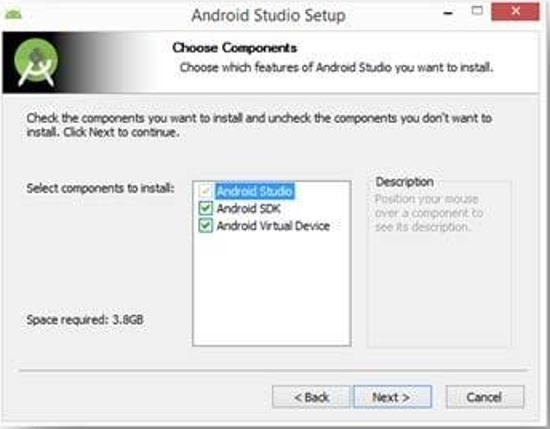 Android Studio Setup
Choose Components
Choose which features of Android Studio you want to install.
Check the components you want to install and uncheck the components you don't want to
install. Click Next to continue.
Select components to install:
Android Studio
Android SDK
Android Virtual Device
Description
Position your mouse
over a component to
see its description.
Space required: 3.8GB
< Back
Next >
Cancel